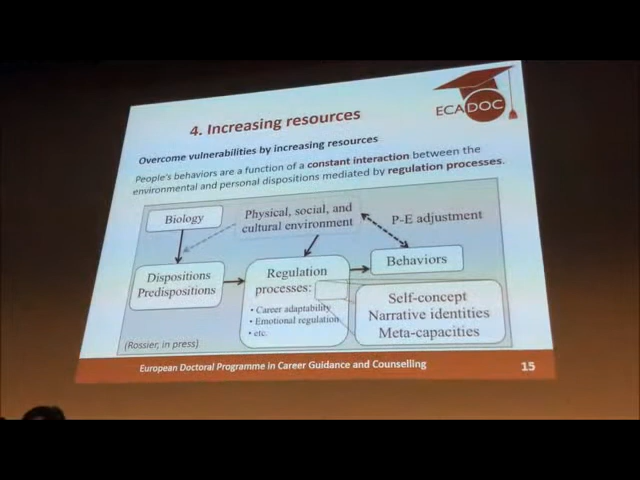 ECADOC
4. Increasing resources
Overcome vulnerabilities by increasing resources
People's behaviors are a function of a constant interaction between the
environmental and personal dispositions mediated by regulation processes.
Biology
Physical, social, and
cultural environment
P-E adjustment
Dispositions
Predispositions
Regulation
processes:
• Career adaptability
• Emotional regulation
• etc.
Behaviors
Self-concept
Narrative identities
Meta-capacities
(Rossier, in press)
European Doctoral Programme in Career Guidance and Counselling
15